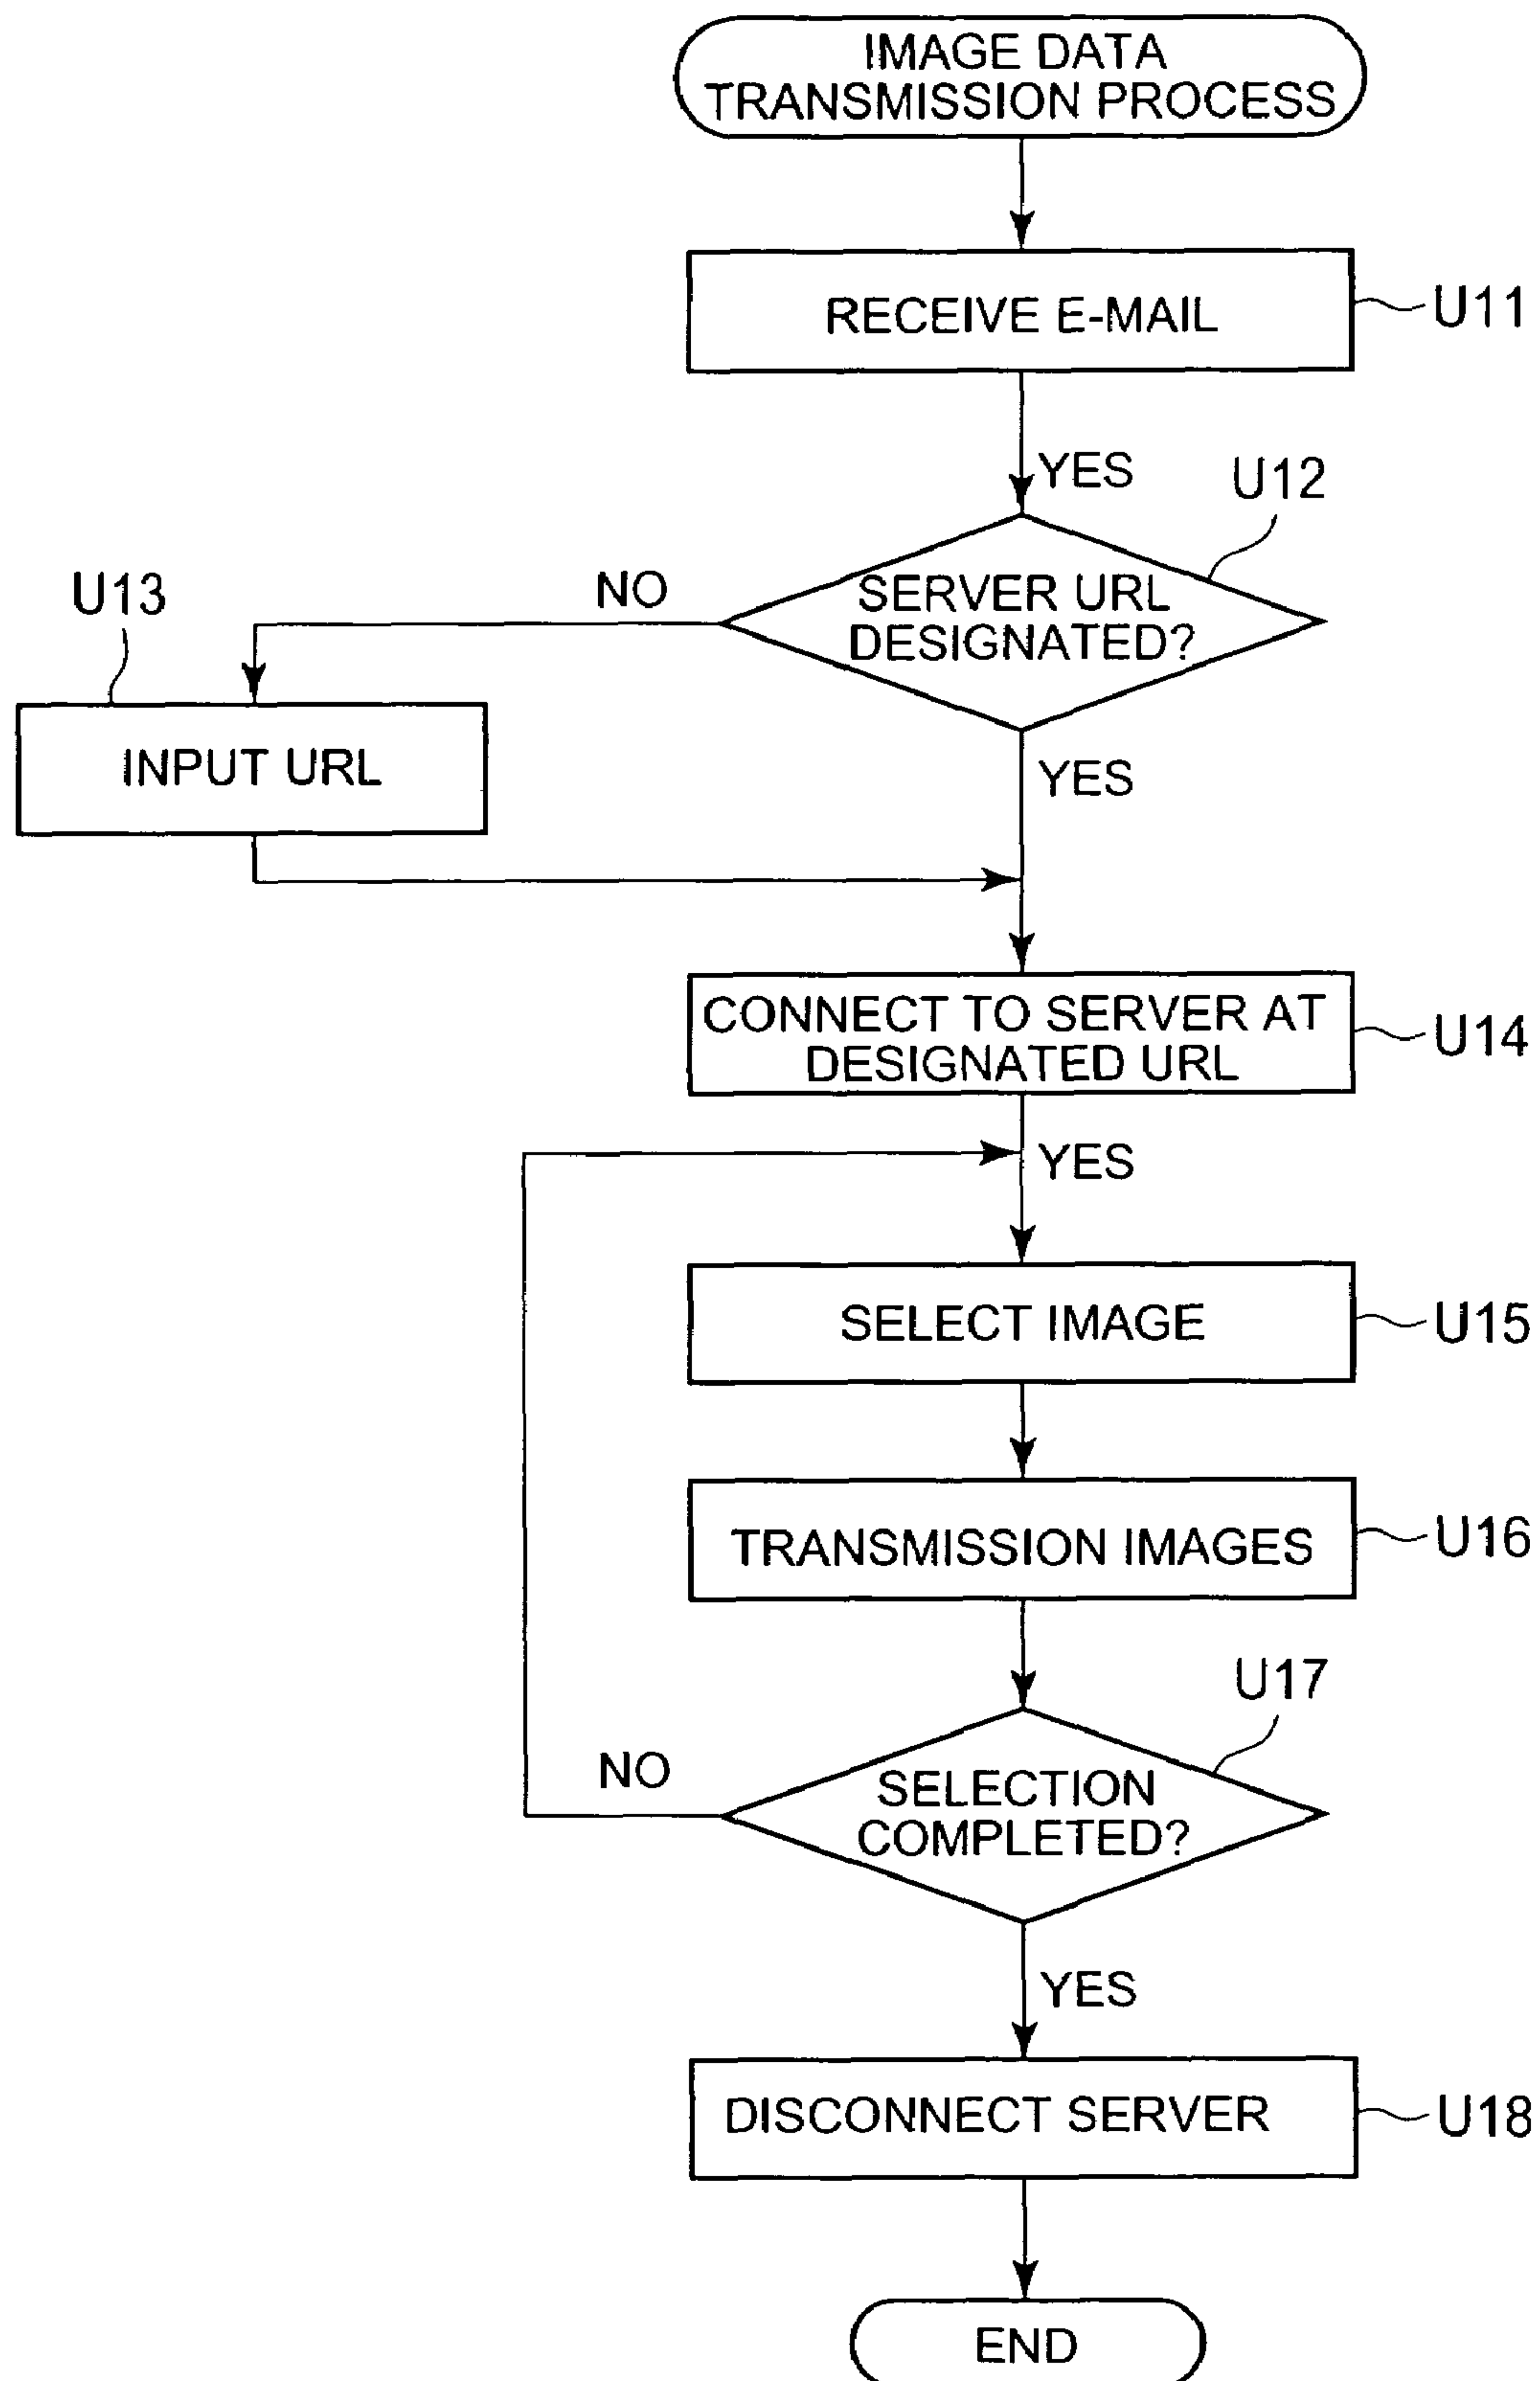 IMAGE DATA
TRANSMISSION PROCESS
RECEIVE E-MAIL
U11
YES
U12
SERVER URL
DESIGNATED?
NO
U13
INPUT URL
YES
CONNECT TO SERVER AT
DESIGNATED URL
U14
YES
SELECT IMAGE
U15
TRANSMISSION IMAGES
U16
U17
NO
SELECTION
COMPLETED?
YES
DISCONNECT SERVER
U18
END